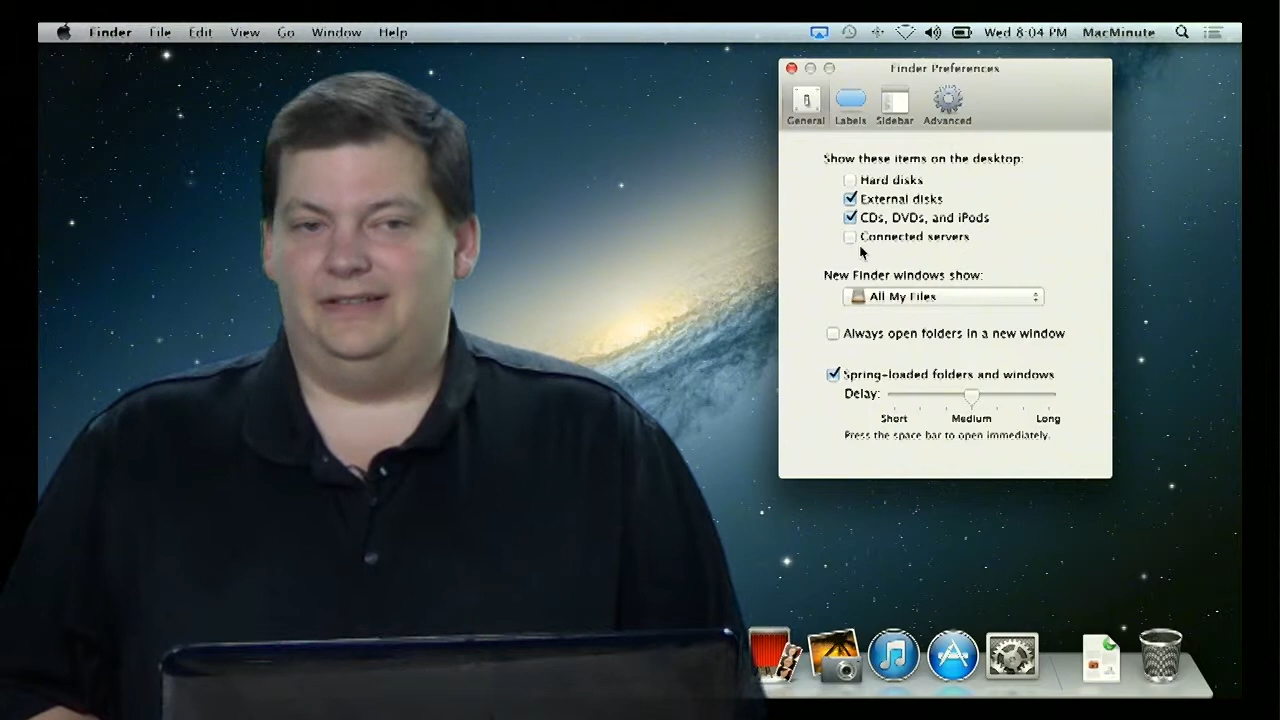 Finder File Edit View Go Window Help Wed 8:04 PM MacMinute
Finder Preferences
General Labels Sidebar Advanced
Show these items on the desktop:
Hard disks
External disks
CDs, DVDs, and iPods
Connected servers
New Finder windows show:
All My Files
Always open folders in a new window
Spring-loaded folders and windows
Delay:
Short Medium Long
Press the space bar to open immediately.